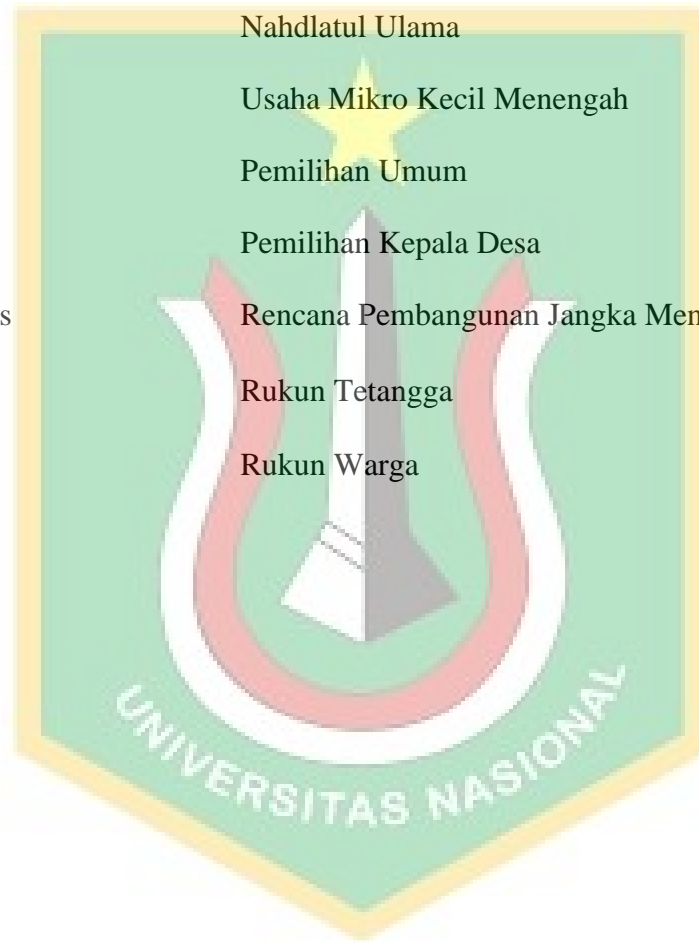 Nahdlatul Ulama
Usaha Mikro Kecil Menengah
Pemilihan Umum
Pemilihan Kepala Desa
s Rencana Pembangunan Jangka Men
Rukun Tetangga
Rukun Warga
UNIVERSITAS NASIONAL